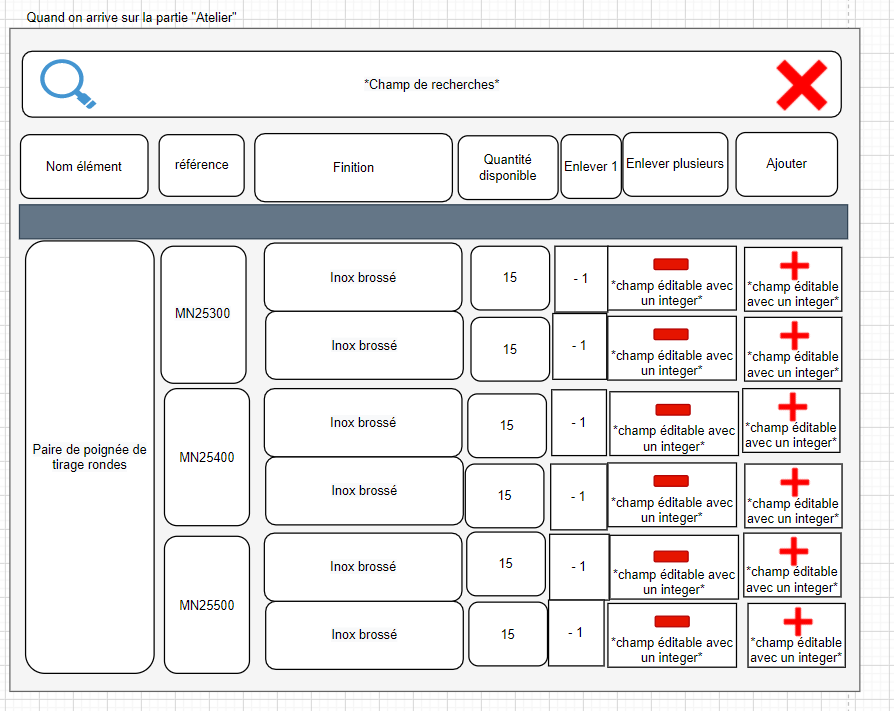 Quand on arrive sur la partie "Atelier"
*Champ de recherches*
Nom élément
référence
Finition
Quantité
disponible
Enlever 1
Enlever plusieurs
Ajouter
Paire de poignée de
tirage rondes
MN25300
Inox brossé
15
- 1
*champ éditable avec
un integer*
*champ éditable
avec un integer*
Inox brossé
15
- 1
*champ éditable avec
un integer*
*champ éditable
avec un integer*
MN25400
Inox brossé
15
- 1
*champ éditable avec
un integer*
*champ éditable
avec un integer*
Inox brossé
15
- 1
*champ éditable avec
un integer*
*champ éditable
avec un integer*
MN25500
Inox brossé
15
- 1
*champ éditable avec
un integer*
*champ éditable
avec un integer*
Inox brossé
15
- 1
*champ éditable avec
un integer*
*champ éditable
avec un integer*